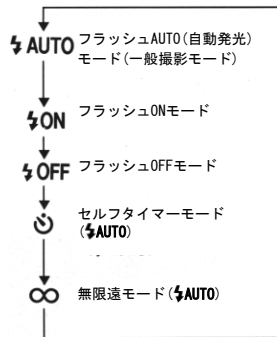 ⚡AUTO フラッシュAUTO(自動発光)
モード(一般撮影モード)
⚡ON フラッシュONモード
⚡OFF フラッシュOFFモード
セルフタイマーモード
(⚡AUTO)
∞ 無限遠モード(⚡AUTO)